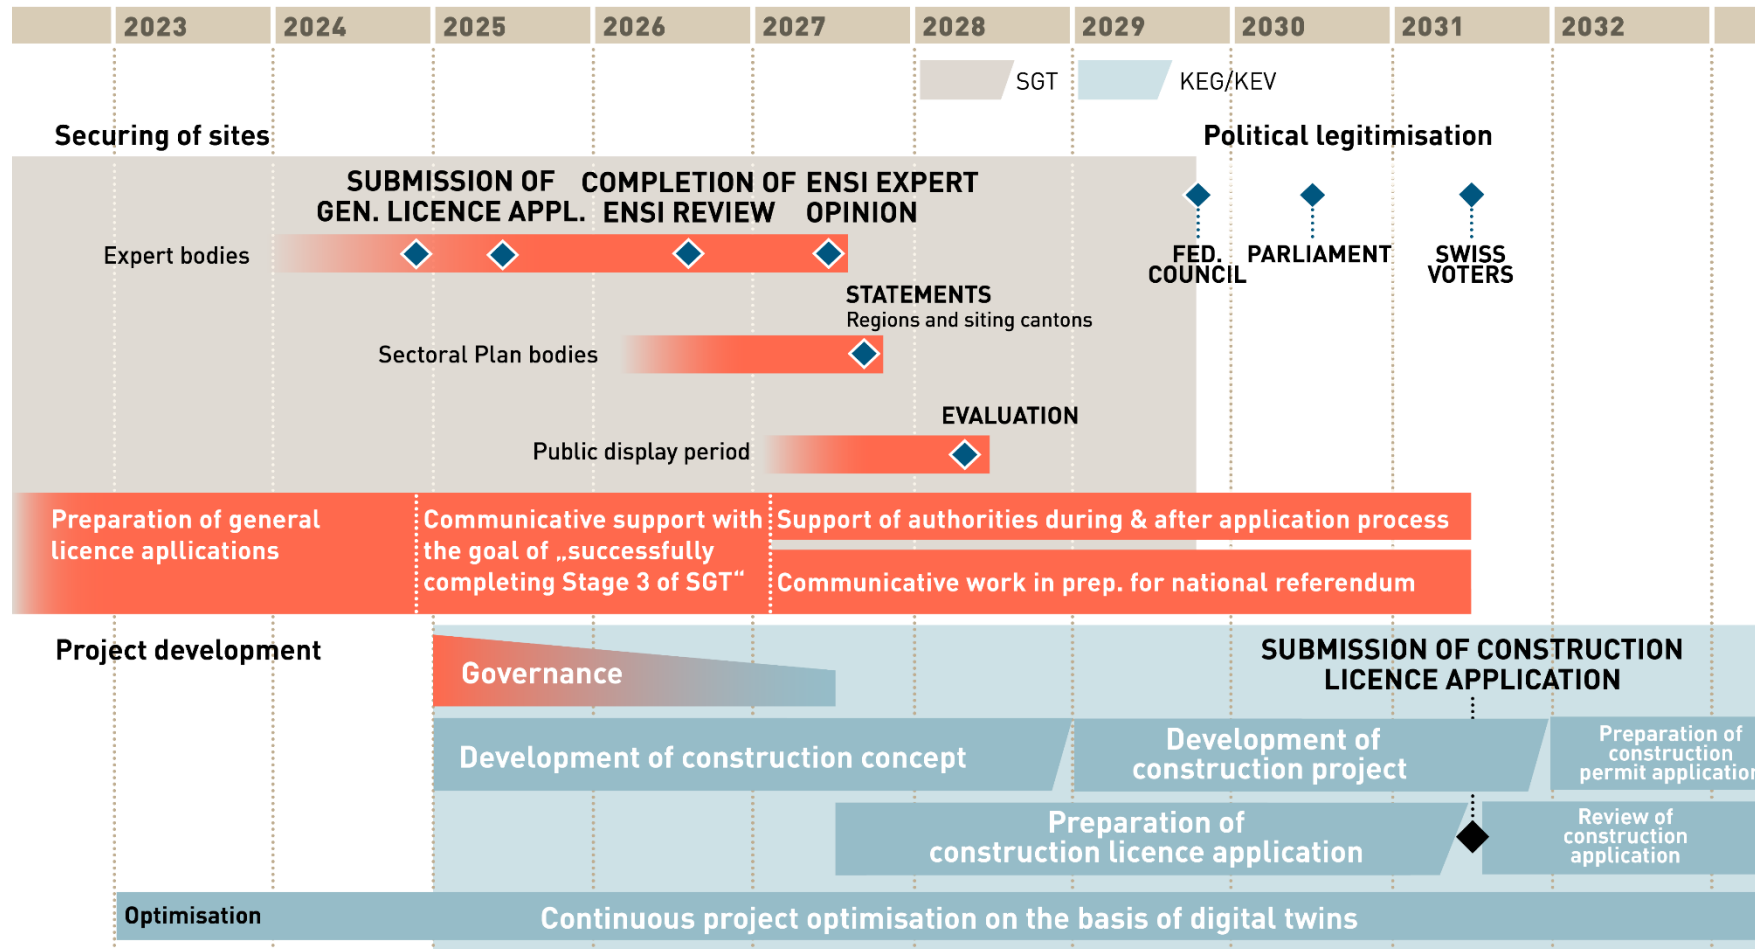 2023 2024 2025 2026 2027 2028 2029 2030 2031 2032
SGT KEG/KEV
Securing of sites
Political legitimisation
SUBMISSION OF
GEN. LICENCE APPL.
COMPLETION OF
ENSI REVIEW
ENSI EXPERT
OPINION
Expert bodies
FED.
COUNCIL
PARLIAMENT
SWISS
VOTERS
STATEMENTS
Regions and siting cantons
Sectoral Plan bodies
EVALUATION
Public display period
Preparation of general
licence apllications
Communicative support with
the goal of „successfully
completing Stage 3 of SGT“
Support of authorities during & after application process
Communicative work in prep. for national referendum
Project development
Governance
SUBMISSION OF CONSTRUCTION
LICENCE APPLICATION
Development of construction concept
Development of
construction project
Preparation of
construction
permit application
Preparation of
construction licence application
Review of
construction
application
Optimisation
Continuous project optimisation on the basis of digital twins